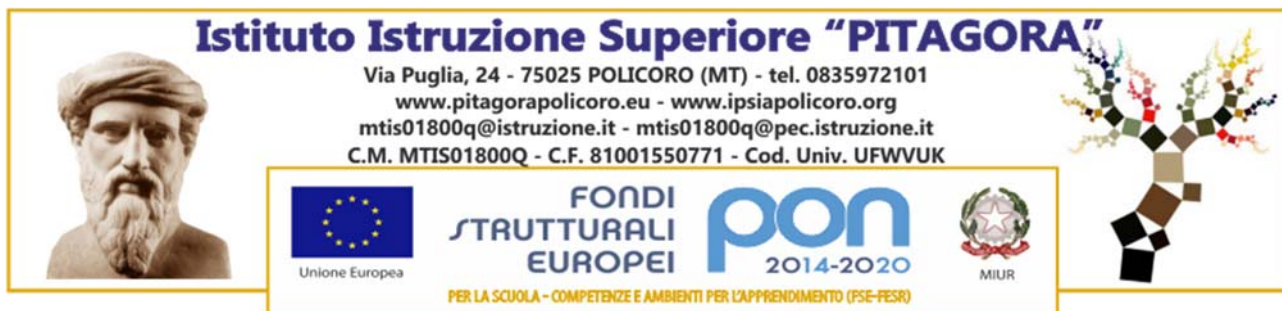 Istituto Istruzione Superiore “PITAGORA”
Via Puglia, 24 - 75025 POLICORO (MT) - tel. 0835972101
www.pitagorapolicoro.eu - www.ipsiapolicoro.org
mtis01800q@istruzione.it - mtis01800q@pec.istruzione.it
C.M. MTIS01800Q - C.F. 81001550771 - Cod. Univ. UFWVUK
Unione Europea
FONDI
STRUTTURALI
EUROPEI
pon
2014-2020
MIUR
PER LA SCUOLA - COMPETENZE E AMBIENTI PER L'APPRENDIMENTO (FSE-FESR)